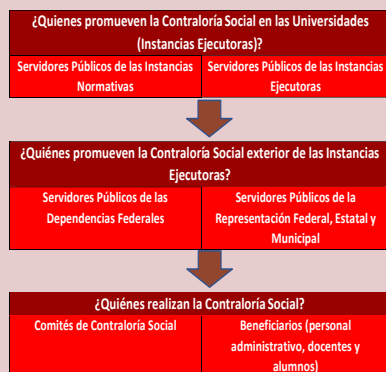 ¿Quienes promueven la Contraloría Social en las Universidades
(Instancias Ejecutoras)?
Servidores Públicos de las Instancias
Normativas
Servidores Públicos de las Instancias
Ejecutoras
¿Quiénes promueven la Contraloría Social exterior de las Instancias
Ejecutoras?
Servidores Públicos de las
Dependencias Federales
Servidores Públicos de la
Representación Federal, Estatal y
Municipal
¿Quiénes realizan la Contraloría Social?
Comités de Contraloría Social
Beneficiarios (personal
administrativo, docentes y
alumnos)